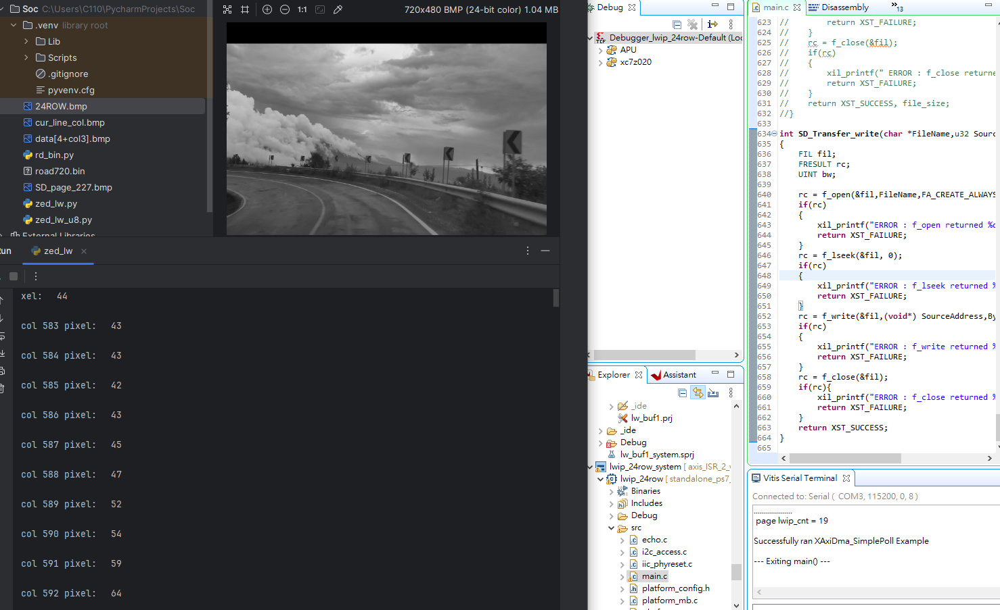 Soc C:\Users\C110\PycharmProjects\Soc
.venv library root
Lib
Scripts
.gitignore
pyvenv.cfg
24ROW.bmp
cur_line_col.bmp
data[4+col3].bmp
rd_bin.py
road720.bin
SD_page_227.bmp
zed_lw.py
zed_lw_u8.py
External Libraries
1:1
720x480 BMP (24-bit color) 1.04 MB
un
zed_lw
xel: 44
col 583 pixel: 43
col 584 pixel: 43
col 585 pixel: 42
col 586 pixel: 43
col 587 pixel: 45
col 588 pixel: 47
col 589 pixel: 52
col 590 pixel: 54
col 591 pixel: 59
col 592 pixel: 64
Debug
Debugger_lwip_24row-Default (Loc
TCF
APU
xc7z020
Explorer
Assistant
_ide
lw_buf1.prj
_ide
Debug
lw_buf1_system.sprj
lwip_24row_system [ axis_ISR_2_
lwip_24row [ standalone_ps7_
Binaries
Includes
Debug
src
echo.c
i2c_access.c
iic_phyreset.c
main.c
platform_config.h
platform_mb.c
main.c
Disassembly
13
623 // return XST_FAILURE;
624 // }
625 // rc = f_close(&fil);
626 // if(rc)
627 // {
628 // xil_printf(" ERROR : f_close returne
629 // return XST_FAILURE;
630 // }
631 // return XST_SUCCESS, file_size;
632 //}
633
634 int SD_Transfer_write(char *FileName,u32 Sourc
635 {
636 FIL fil;
637 FRESULT rc;
638 UINT bw;
639
640 rc = f_open(&fil,FileName,FA_CREATE_ALWAYS
641 if(rc)
642 {
643 xil_printf("ERROR : f_open returned %d
644 return XST_FAILURE;
645 }
646 rc = f_lseek(&fil, 0);
647 if(rc)
648 {
649 xil_printf("ERROR : f_lseek returned %
650 return XST_FAILURE;
651 }
652 rc = f_write(&fil,(void*) SourceAddress,By
653 if(rc)
654 {
655 xil_printf("ERROR : f_write returned %
656 return XST_FAILURE;
657 }
658 rc = f_close(&fil);
659 if(rc){
660 xil_printf("ERROR : f_close returned %
661 return XST_FAILURE;
662 }
663 return XST_SUCCESS;
664 }
665
Vitis Serial Terminal
Connected to: Serial ( COM3, 115200, 0, 8 )
...................
page lwip_cnt = 19
Successfully ran XAxiDma_SimplePoll Example
--- Exiting main() ---